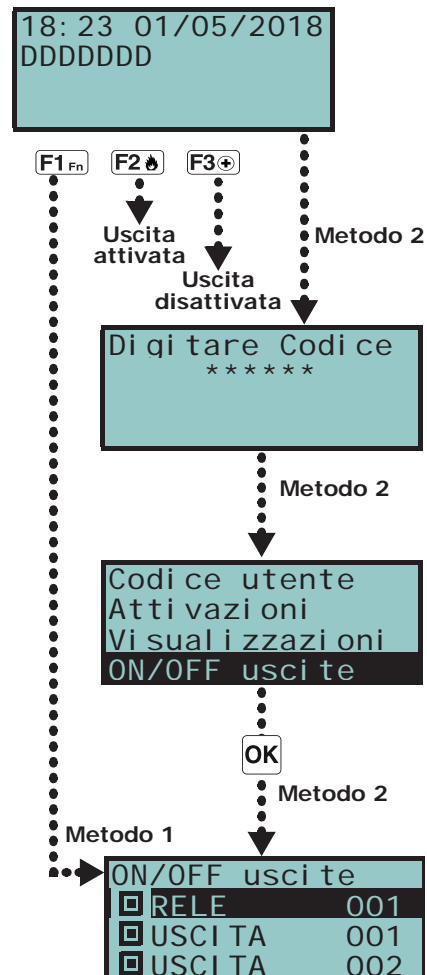 18:23 01/05/2018
DDDDDDD
F1 Fn F2 F3
Uscita
attivata
Metodo 2
Uscita
disattivata
Digitare Codice
******
Metodo 2
Codice utente
Attivazioni
Visualizzazioni
ON/OFF uscite
OK
Metodo 2
Metodo 1
ON/OFF uscite
RELE 001
USCITA 001
USCITA 002